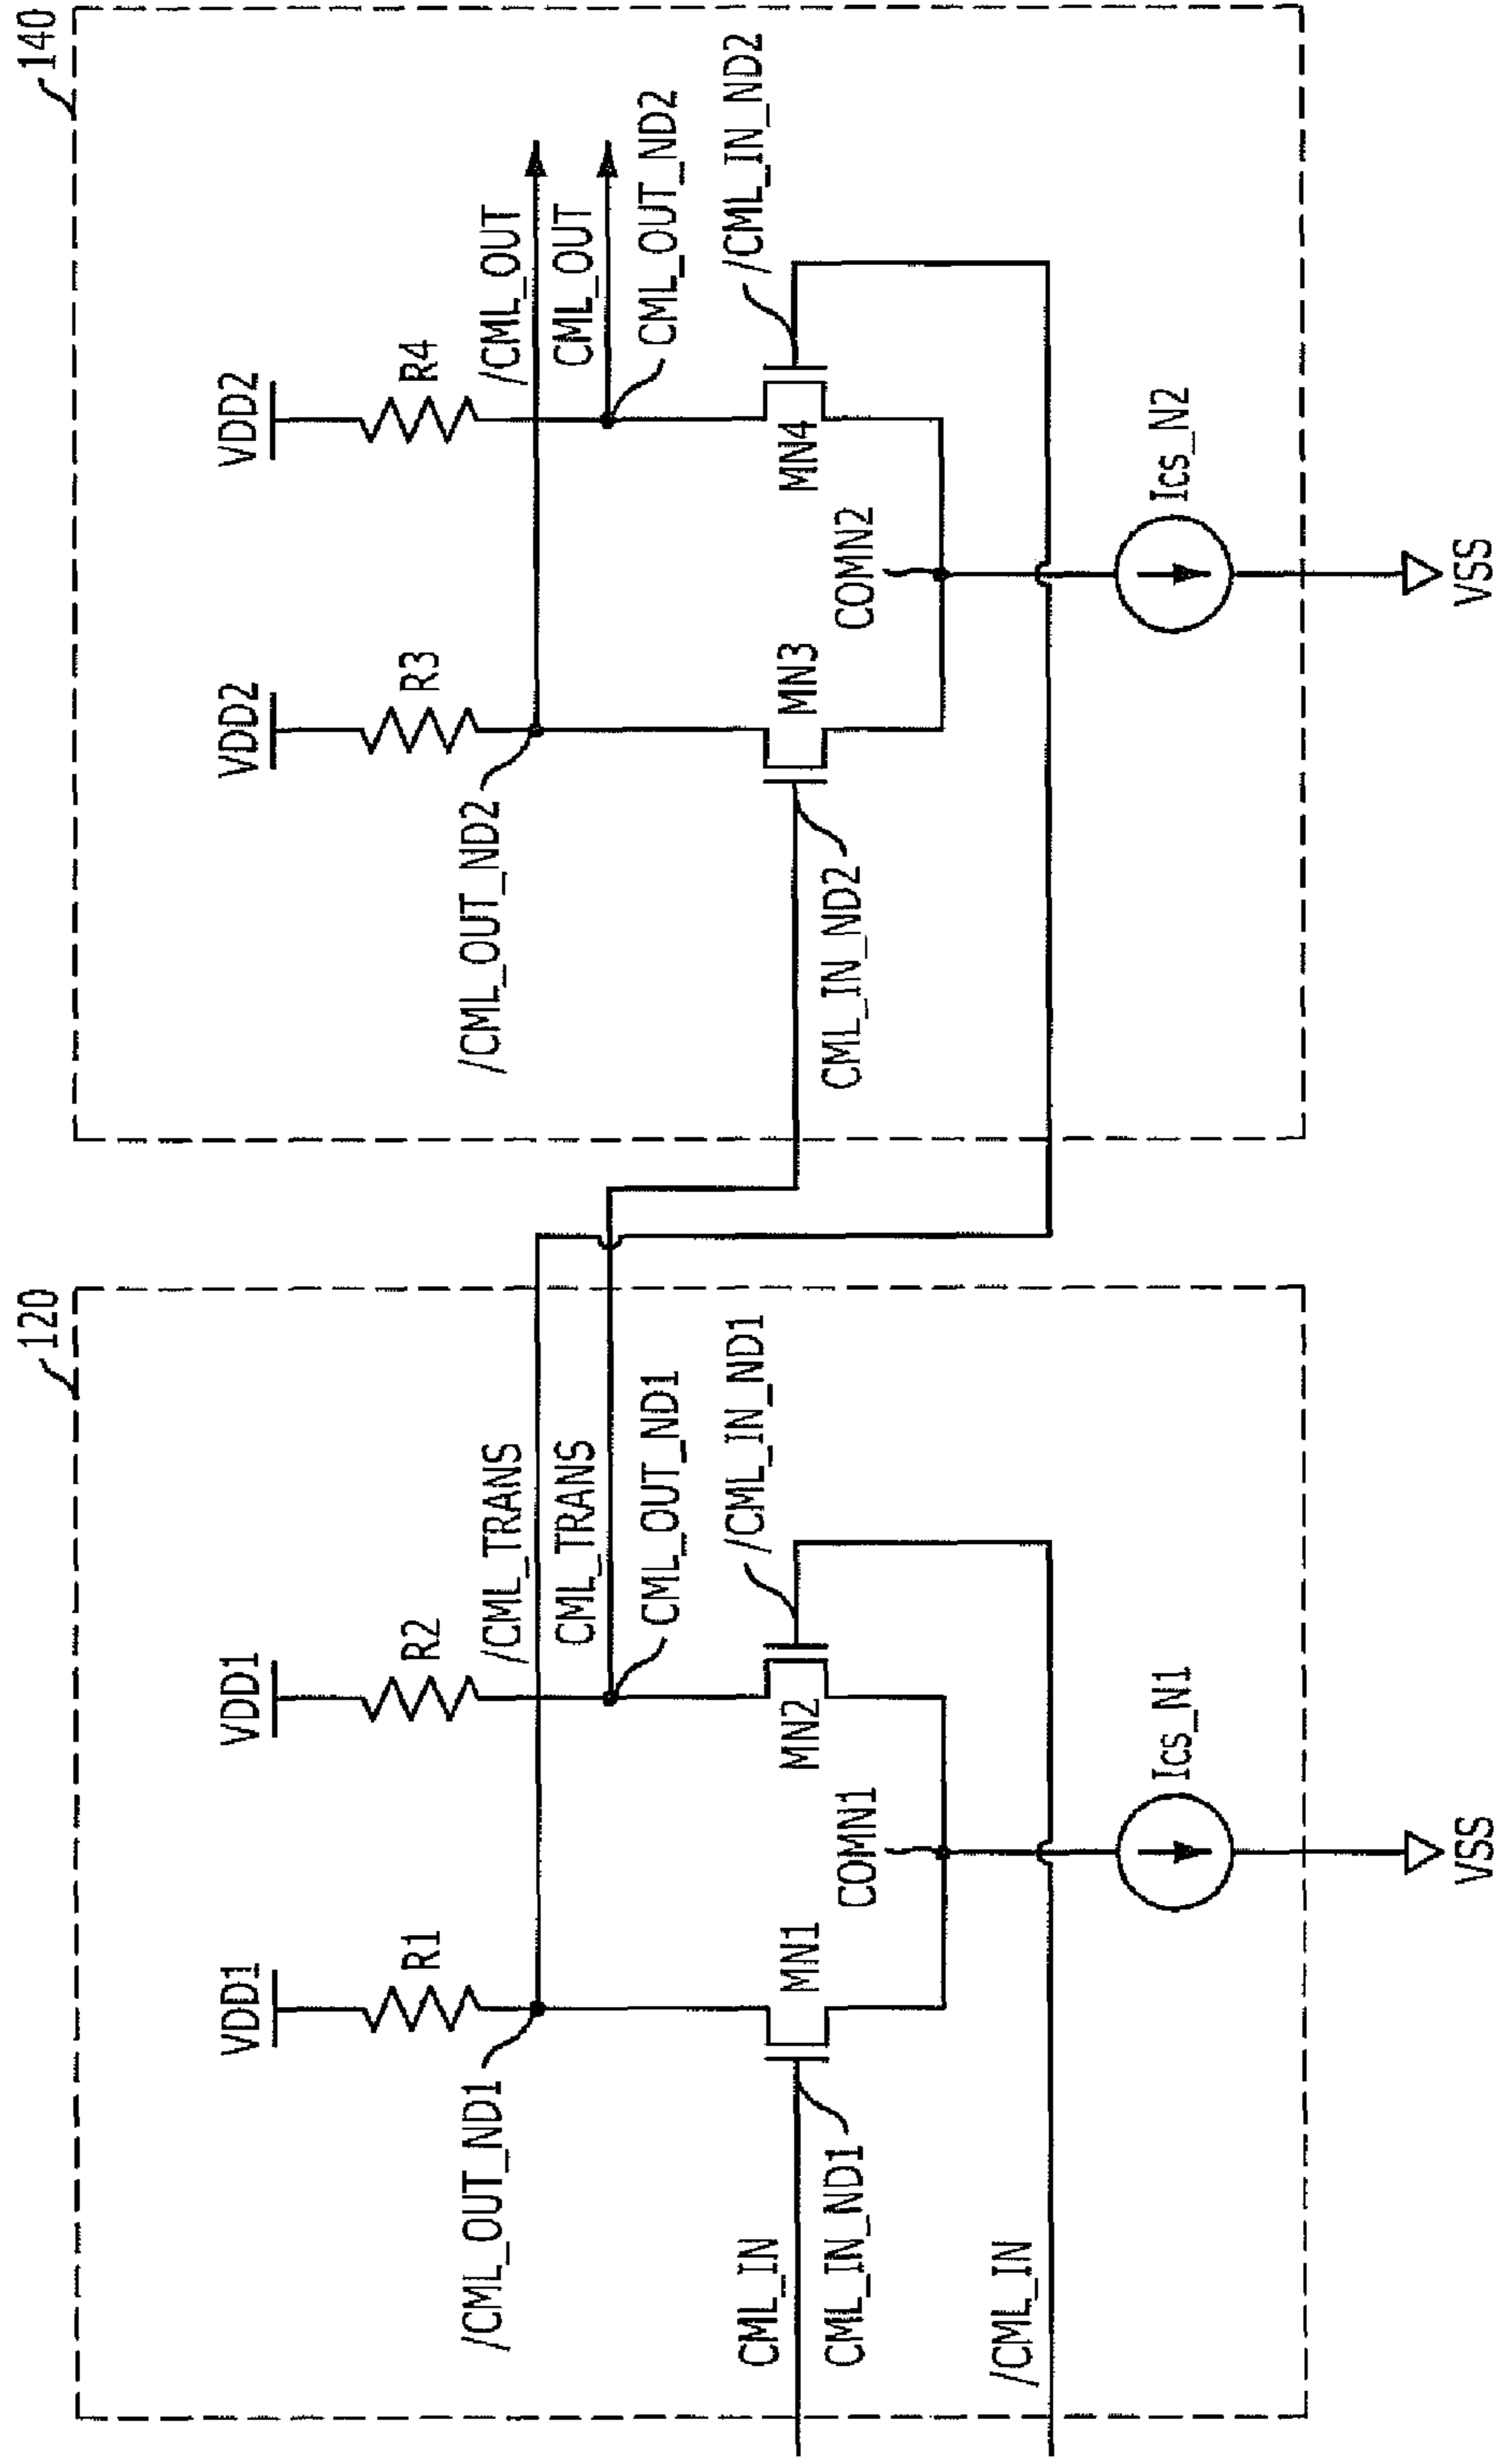 120
140
VDD1
VDD1
VDD2
VDD2
R1
R2
R3
R4
/CML_OUT_ND1
/CML_TRANS
/CML_OUT_ND2
/CML_OUT
CML_TRANS
CML_OUT
CML_OUT_ND1
CML_OUT_ND2
CML_IN
/CML_IN_ND1
/CML_IN_ND2
MN1
MN2
MN3
MN4
CML_IN_ND1
COMN1
CML_IN_ND2
COMN2
/CML_IN
Ics_N1
Ics_N2
VSS
VSS